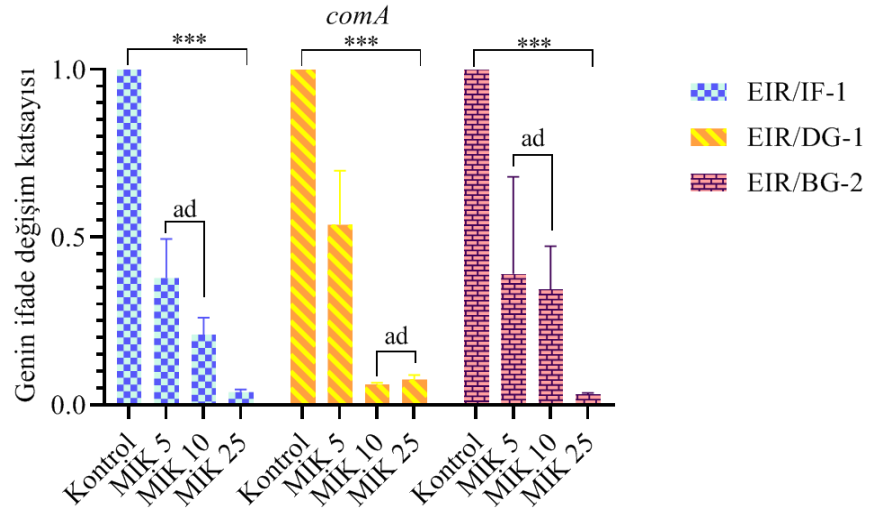 comA
*** *** ***
Genin ifade değişim katsayısı
1.0
0.5
0.0
ad
ad
ad
Kontrol MİK 5 MİK 10 MİK 25 Kontrol MİK 5 MİK 10 MİK 25 Kontrol MİK 5 MİK 10 MİK 25
EIR/IF-1
EIR/DG-1
EIR/BG-2